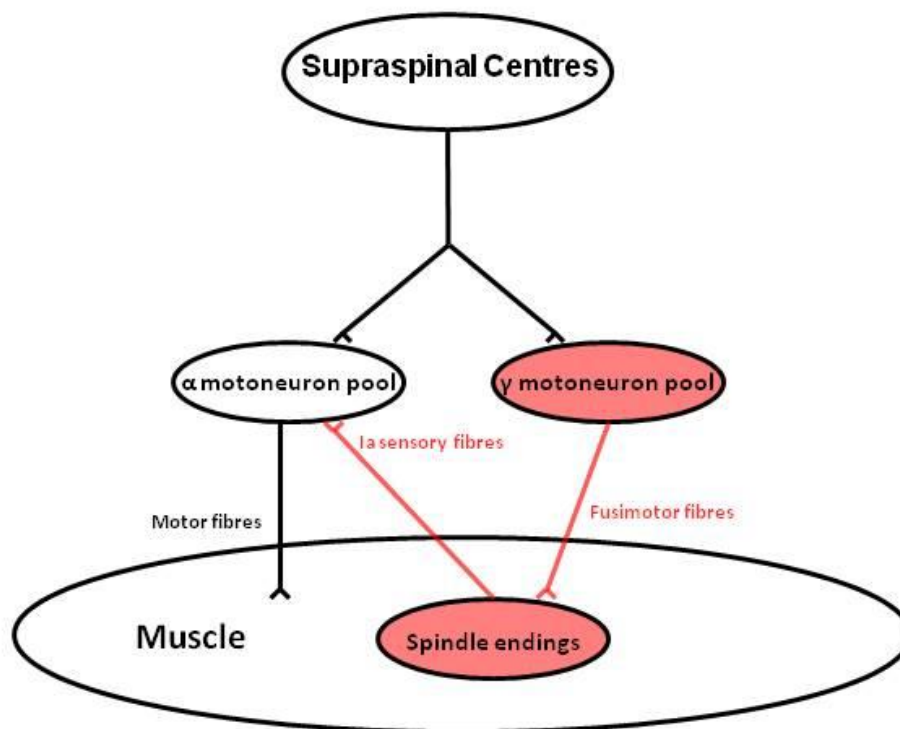 Supraspinal Centres
α motoneuron pool
γ motoneuron pool
Ia sensory fibres
Motor fibres
Fusimotor fibres
Muscle
Spindle endings